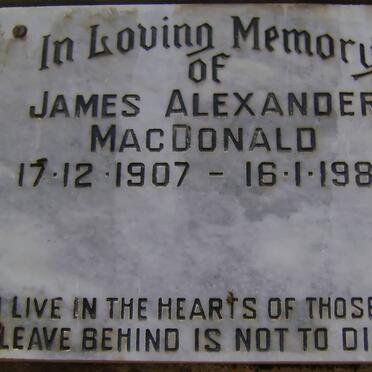 In Loving Memory
of
JAMES ALEXANDER
MACDONALD
17·12·1907 – 16·1·198
LIVE IN THE HEARTS OF THOSE
LEAVE BEHIND IS NOT TO DI